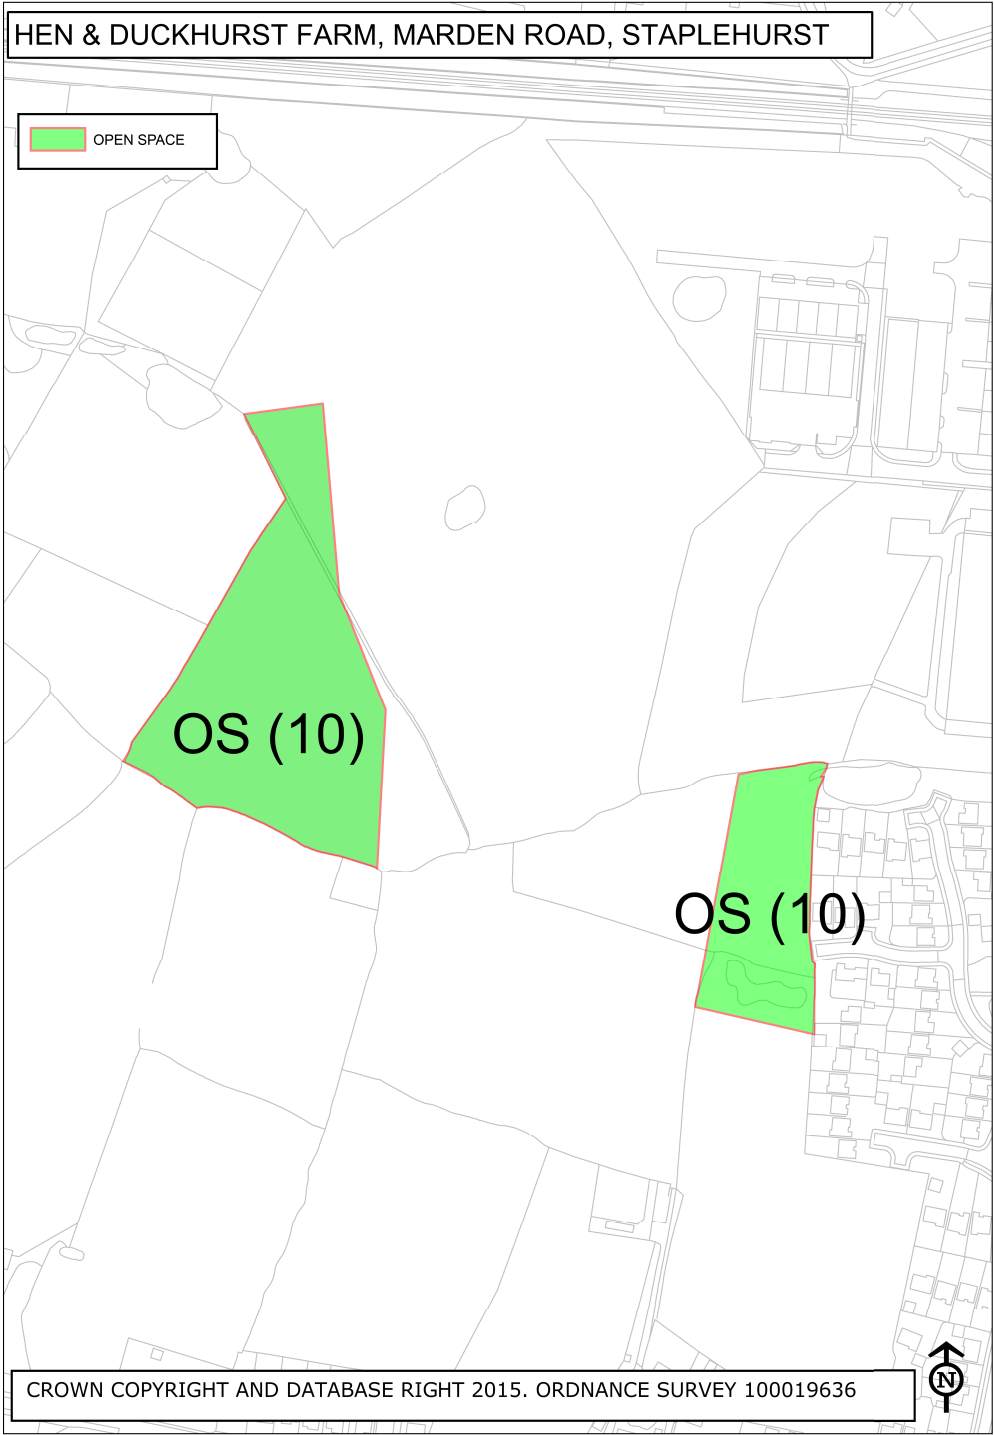 HEN & DUCKHURST FARM, MARDEN ROAD, STAPLEHURST
OPEN SPACE
OS (10)
OS (10)
CROWN COPYRIGHT AND DATABASE RIGHT 2015. ORDNANCE SURVEY 100019636
N